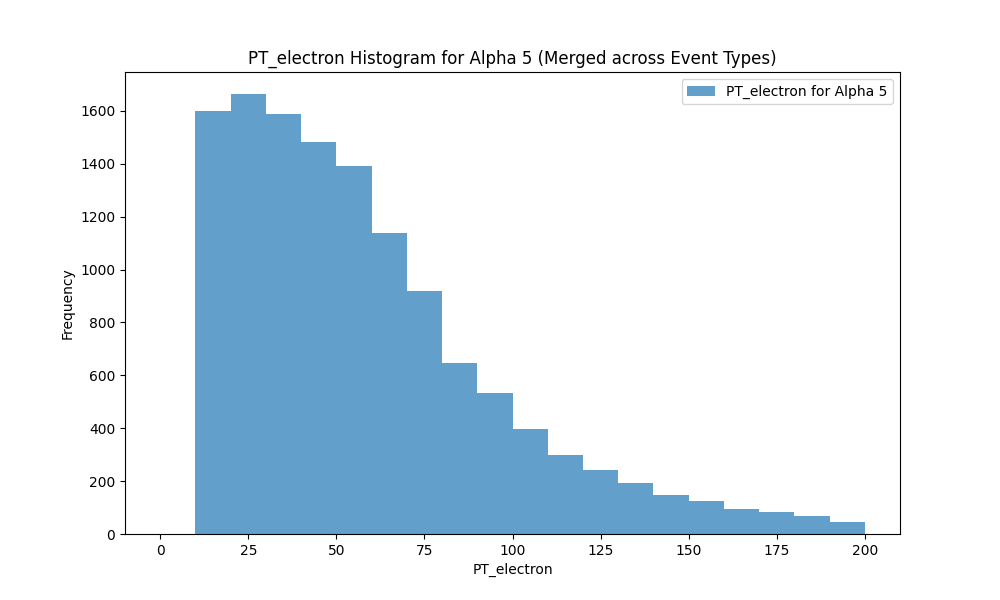 PT_electron Histogram for Alpha 5 (Merged across Event Types)
PT_electron for Alpha 5
1600
1400
1200
1000
800
600
400
200
0
Frequency
0 25 50 75 100 125 150 175 200
PT_electron